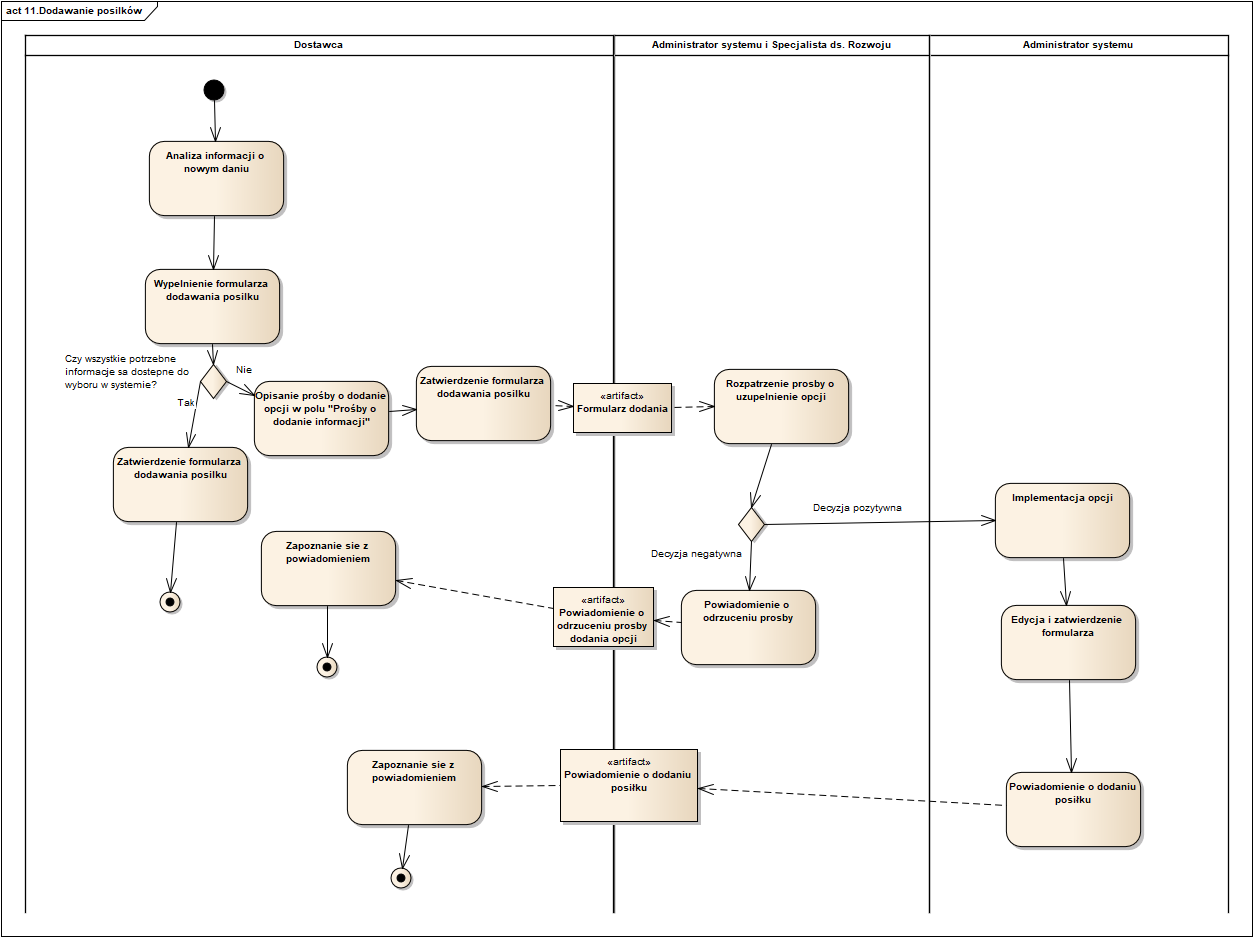 act 11.Dodawanie posilków
Dostawca
Administrator systemu i Specjalista ds. Rozwoju
Administrator systemu
Analiza informacji o
nowym daniu
Wypelnienie formularza
dodawania posilku
Czy wszystkie potrzebne
informacje sa dostepne do
wyboru w systemie?
Nie
Tak
Opisanie prośby o dodanie
opcji w polu "Prośby o
dodanie informacji"
Zatwierdzenie formularza
dodawania posilku
«artifact»
Formularz dodania
Rozpatrzenie prosby o
uzupelnienie opcji
Zatwierdzenie formularza
dodawania posilku
Decyzja pozytywna
Implementacja opcji
Decyzja negatywna
Zapoznanie sie z
powiadomieniem
«artifact»
Powiadomienie o
odrzuceniu prosby
dodania opcji
Powiadomienie o
odrzuceniu prosby
Edycja i zatwierdzenie
formularza
Zapoznanie sie z
powiadomieniem
«artifact»
Powiadomienie o dodaniu
posiłku
Powiadomienie o dodaniu
posiłku